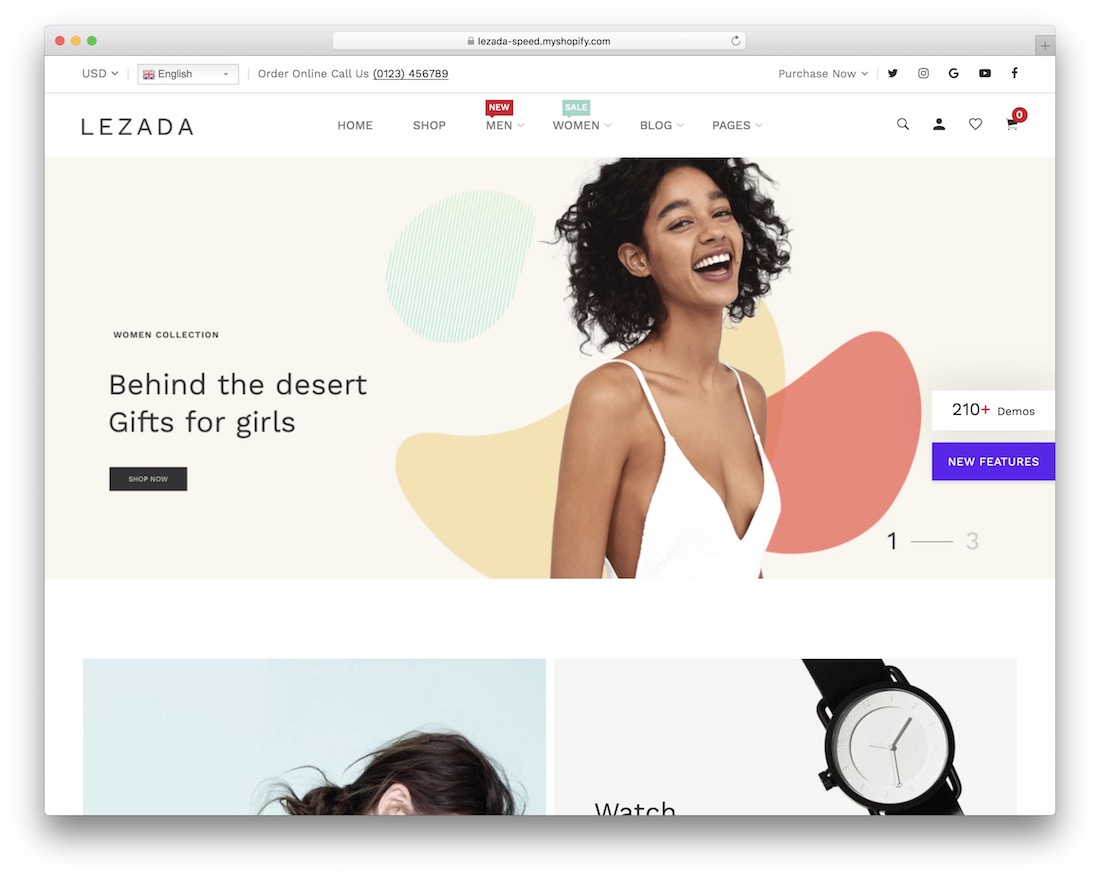 lezada-speed.myshopify.com
USD
English
Order Online Call Us (0123) 456789
Purchase Now
NEW
SALE
0
LEZADA
HOME
SHOP
MEN
WOMEN
BLOG
PAGES
WOMEN COLLECTION
Behind the desert
Gifts for girls
SHOP NOW
210+ Demos
NEW FEATURES
1
3
Watch